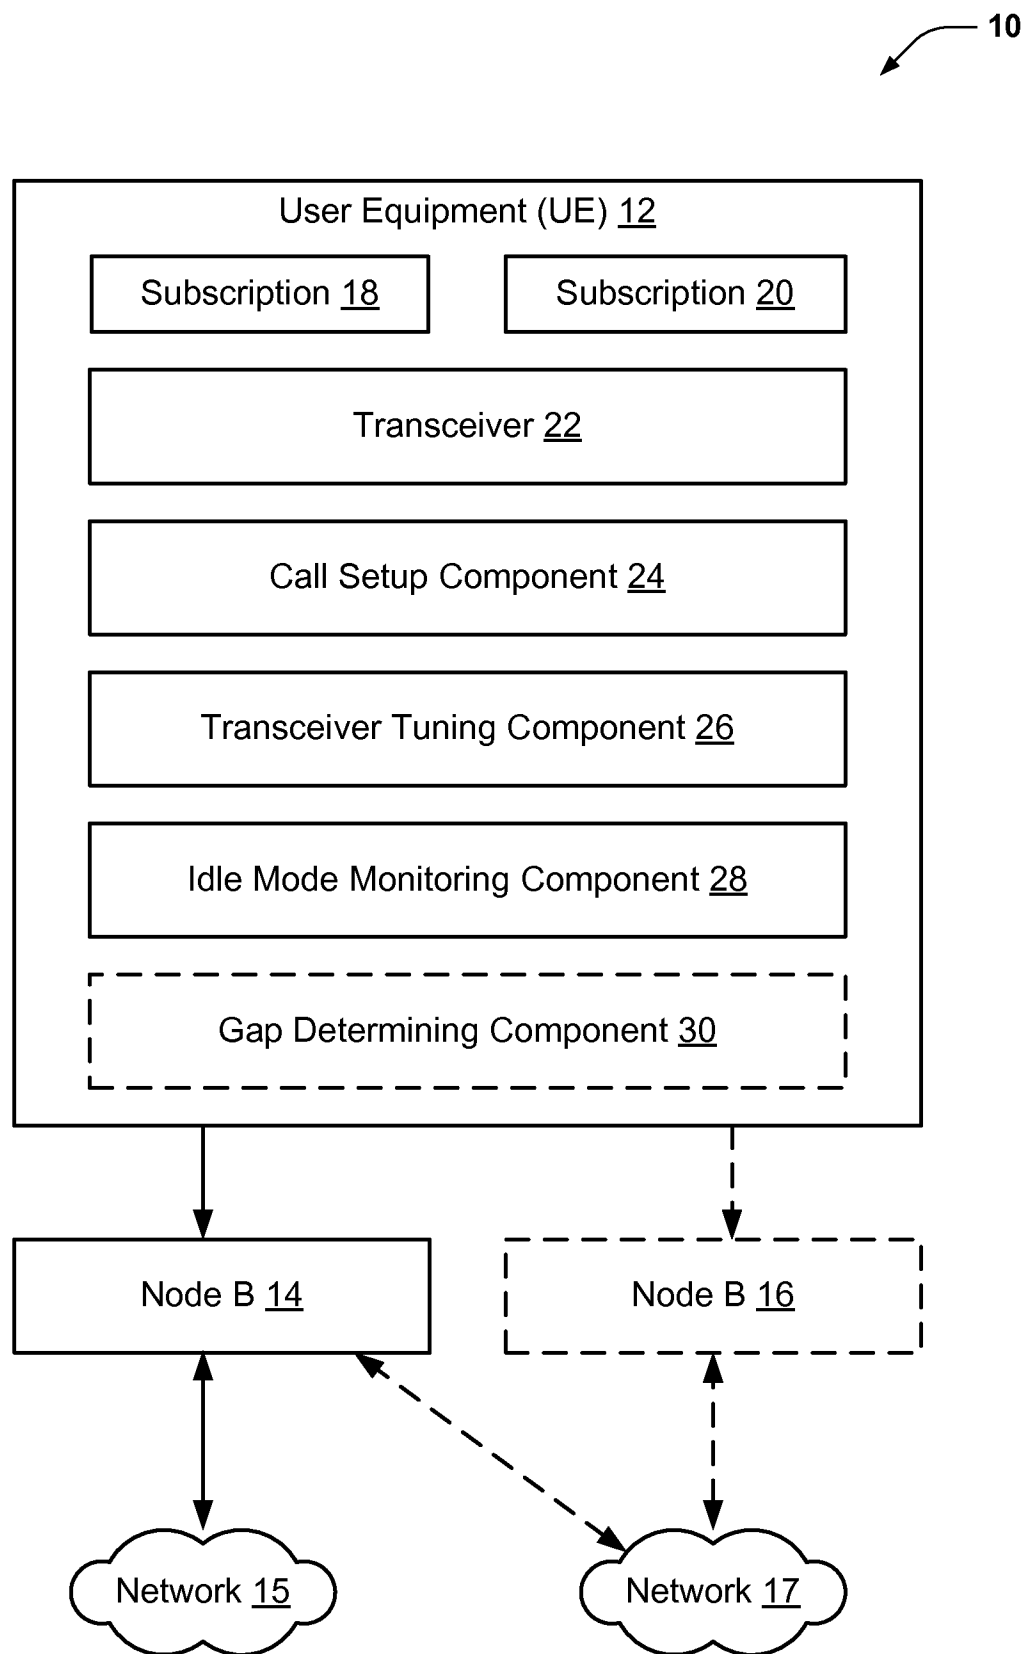 10
User Equipment (UE) 12
Subscription 18
Subscription 20
Transceiver 22
Call Setup Component 24
Transceiver Tuning Component 26
Idle Mode Monitoring Component 28
Gap Determining Component 30
Node B 14
Node B 16
Network 15
Network 17